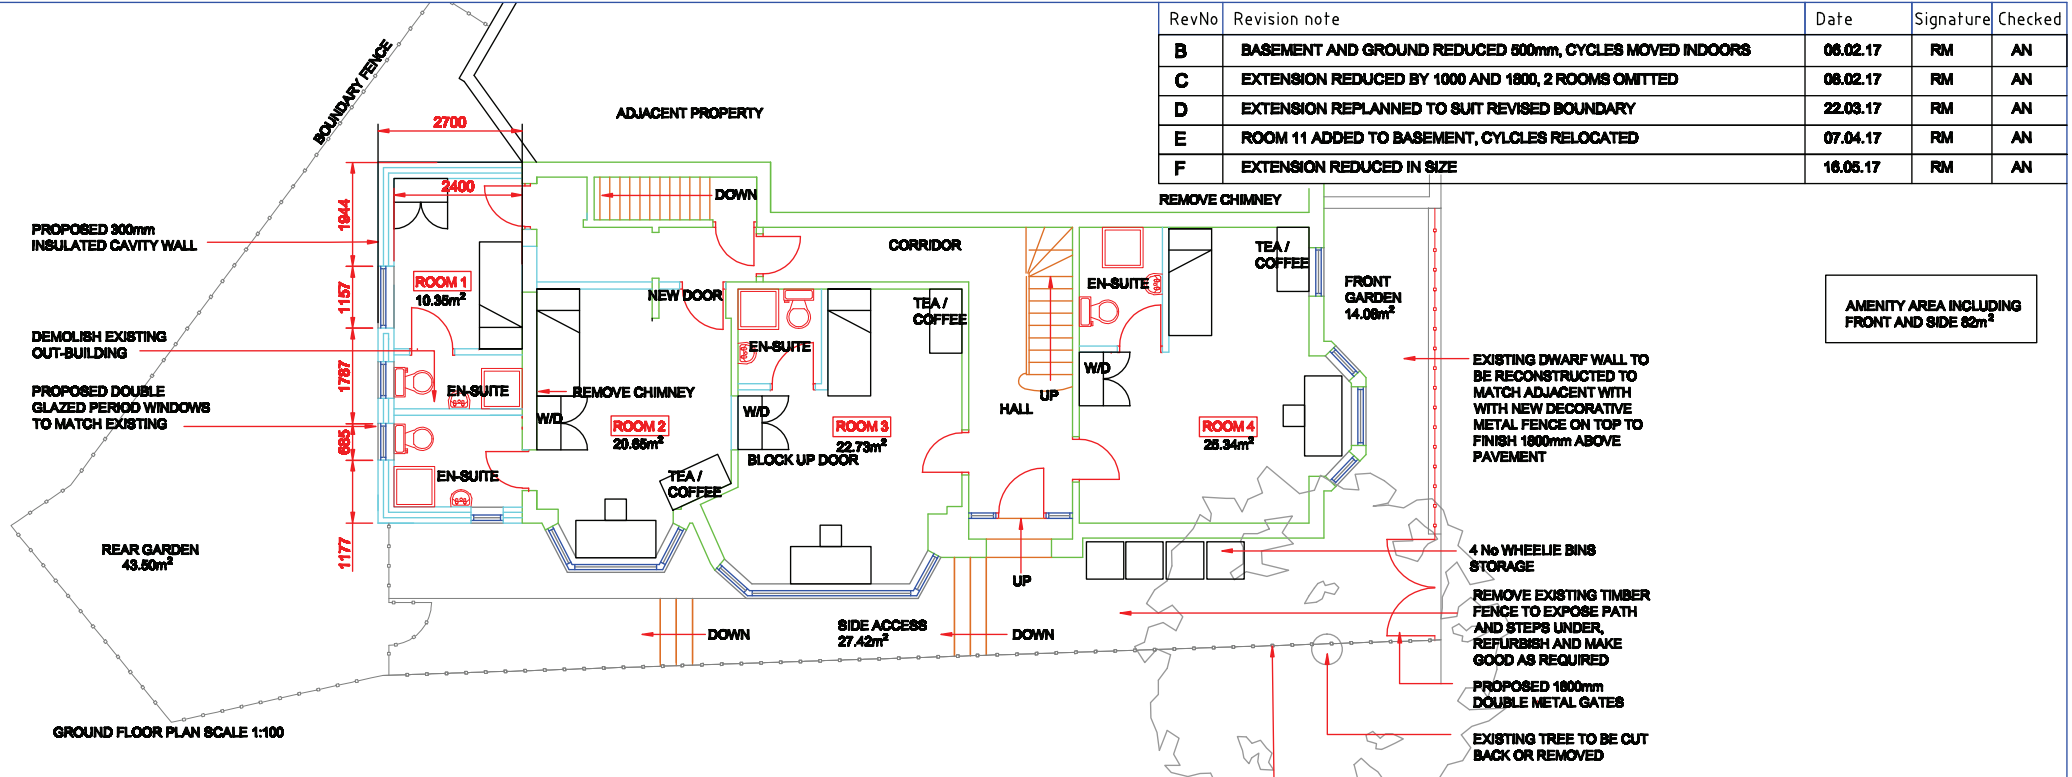 RevNo Revision note Date Signature Checked
B BASEMENT AND GROUND REDUCED 500mm, CYCLES MOVED INDOORS 06.02.17 RM AN
C EXTENSION REDUCED BY 1000 AND 1800, 2 ROOMS OMITTED 08.02.17 RM AN
D EXTENSION REPLANNED TO SUIT REVISED BOUNDARY 22.03.17 RM AN
E ROOM 11 ADDED TO BASEMENT, CYLCLES RELOCATED 07.04.17 RM AN
F EXTENSION REDUCED IN SIZE 16.05.17 RM AN
BOUNDARY FENCE
ADJACENT PROPERTY
2700
2400
1944
1157
1787
685
1177
DOWN
REMOVE CHIMNEY
PROPOSED 300mm
INSULATED CAVITY WALL
DEMOLISH EXISTING
OUT-BUILDING
PROPOSED DOUBLE
GLAZED PERIOD WINDOWS
TO MATCH EXISTING
CORRIDOR
TEA /
COFFEE
EN-SUITE
ROOM 1
10.35m²
NEW DOOR
TEA /
COFFEE
FRONT
GARDEN
14.08m²
AMENITY AREA INCLUDING
FRONT AND SIDE 82m²
EN-SUITE
EN-SUITE
REMOVE CHIMNEY
W/D
W/D
W/D
UP
HALL
ROOM 2
20.65m²
ROOM 3
22.73m²
ROOM 4
25.34m²
BLOCK UP DOOR
EN-SUITE
TEA /
COFFEE
EXISTING DWARF WALL TO
BE RECONSTRUCTED TO
MATCH ADJACENT WITH
WITH NEW DECORATIVE
METAL FENCE ON TOP TO
FINISH 1800mm ABOVE
PAVEMENT
REAR GARDEN
43.50m²
4 No WHEELIE BINS
STORAGE
UP
REMOVE EXISTING TIMBER
FENCE TO EXPOSE PATH
AND STEPS UNDER,
REFURBISH AND MAKE
GOOD AS REQUIRED
DOWN
SIDE ACCESS
27.42m²
DOWN
PROPOSED 1800mm
DOUBLE METAL GATES
EXISTING TREE TO BE CUT
BACK OR REMOVED
GROUND FLOOR PLAN SCALE 1:100